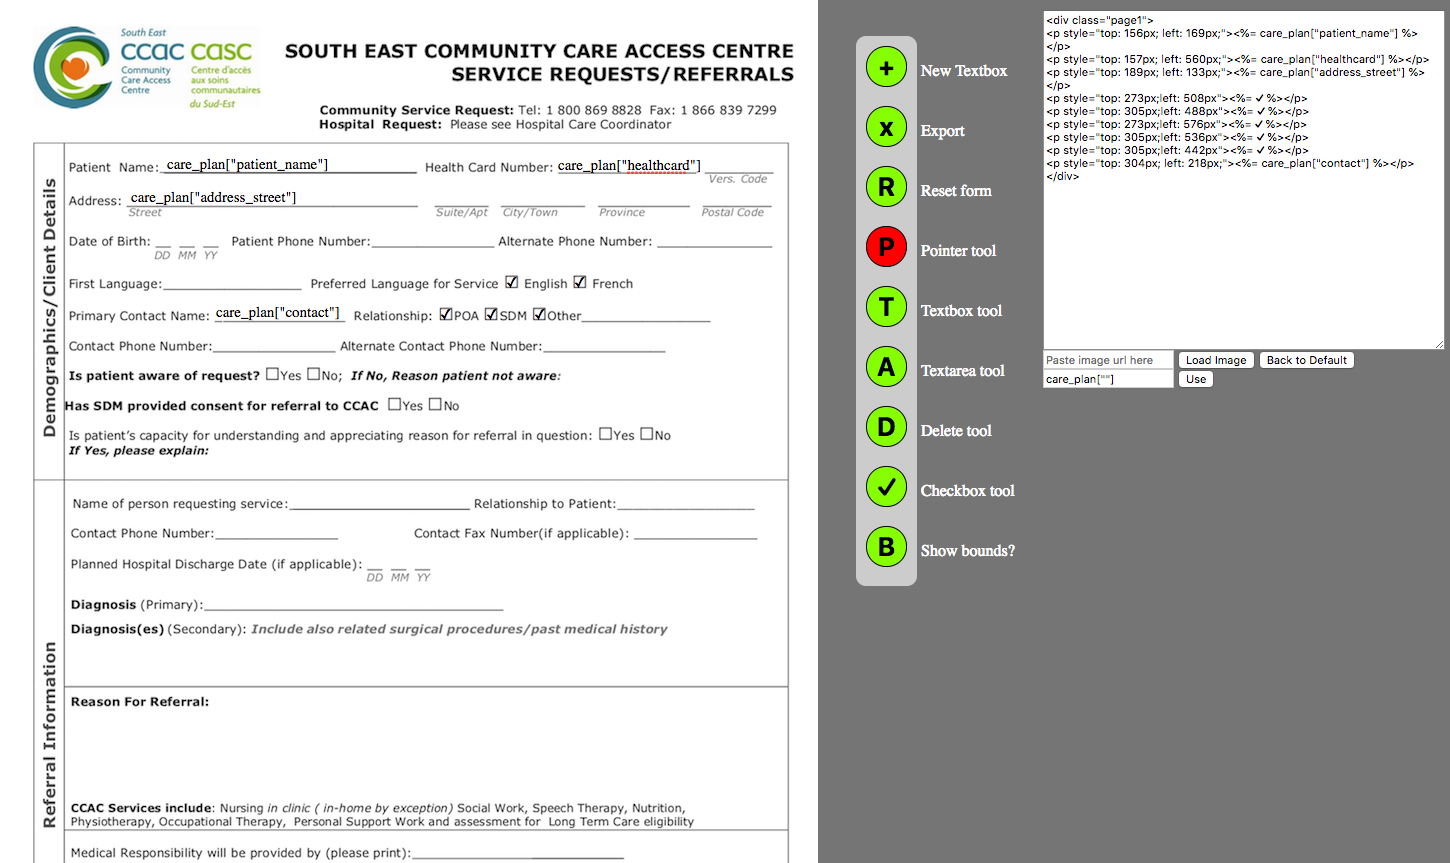 South East
CCAC CASC
Community Care Access Centre
Centre d'accès aux soins communautaires du Sud-Est
SOUTH EAST COMMUNITY CARE ACCESS CENTRE
SERVICE REQUESTS/REFERRALS
Community Service Request: Tel: 1 800 869 8828 Fax: 1 866 839 7299
Hospital Request: Please see Hospital Care Coordinator
Demographics/Client Details
Patient Name: care_plan["patient_name"] Health Card Number: care_plan["healthcard"]
Vers. Code
Address: care_plan["address_street"]
Street Suite/Apt City/Town Province Postal Code
Date of Birth: __ __ __ Patient Phone Number:____ Alternate Phone Number: ____
DD MM YY
First Language:____ Preferred Language for Service ☑ English ☑ French
Primary Contact Name: care_plan["contact"] Relationship: ☑POA ☑SDM ☑Other____
Contact Phone Number:____ Alternate Contact Phone Number:____
Is patient aware of request? ☐Yes ☐No; If No, Reason patient not aware:
Has SDM provided consent for referral to CCAC ☐Yes ☐No
Is patient's capacity for understanding and appreciating reason for referral in question: ☐Yes ☐No
If Yes, please explain:
Referral Information
Name of person requesting service:____ Relationship to Patient:____
Contact Phone Number:____ Contact Fax Number(if applicable): ____
Planned Hospital Discharge Date (if applicable): __ __ __
DD MM YY
Diagnosis (Primary):____
Diagnosis(es) (Secondary): Include also related surgical procedures/past medical history
Reason For Referral:
CCAC Services include: Nursing in clinic ( in-home by exception) Social Work, Speech Therapy, Nutrition,
Physiotherapy, Occupational Therapy, Personal Support Work and assessment for Long Term Care eligibility
Medical Responsibility will be provided by (please print):____
+ New Textbox
x Export
R Reset form
P Pointer tool
T Textbox tool
A Textarea tool
D Delete tool
✓ Checkbox tool
B Show bounds?
<div class="page1">
<p style="top: 156px; left: 169px;"><%= care_plan["patient_name"] %>
</p>
<p style="top: 157px; left: 560px;"><%= care_plan["healthcard"] %></p>
<p style="top: 189px; left: 133px;"><%= care_plan["address_street"] %>
</p>
<p style="top: 273px;left: 508px"><%= ✓ %></p>
<p style="top: 305px;left: 488px"><%= ✓ %></p>
<p style="top: 273px;left: 576px"><%= ✓ %></p>
<p style="top: 305px;left: 536px"><%= ✓ %></p>
<p style="top: 305px;left: 442px"><%= ✓ %></p>
<p style="top: 304px; left: 218px;"><%= care_plan["contact"] %></p>
</div>
Paste image url here Load Image Back to Default
care_plan[""] Use